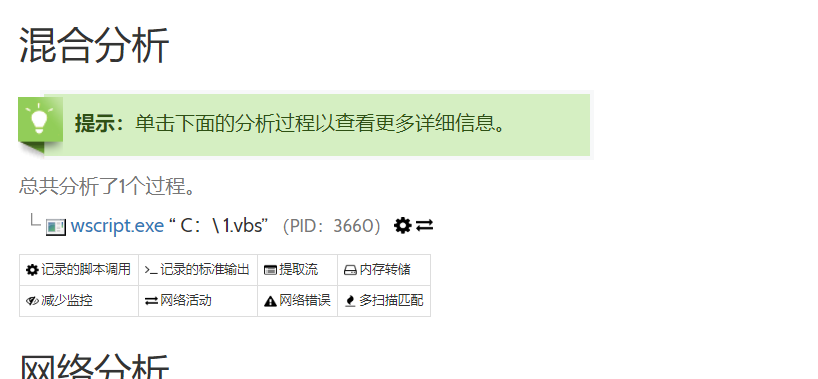 混合分析
提示：单击下面的分析过程以查看更多详细信息。
总共分析了1个过程。
wscript.exe “ C：\ 1.vbs” （PID：3660）
记录的脚本调用 >_记录的标准输出 提取流 内存转储
减少监控 网络活动 网络错误 多扫描匹配
网络分析